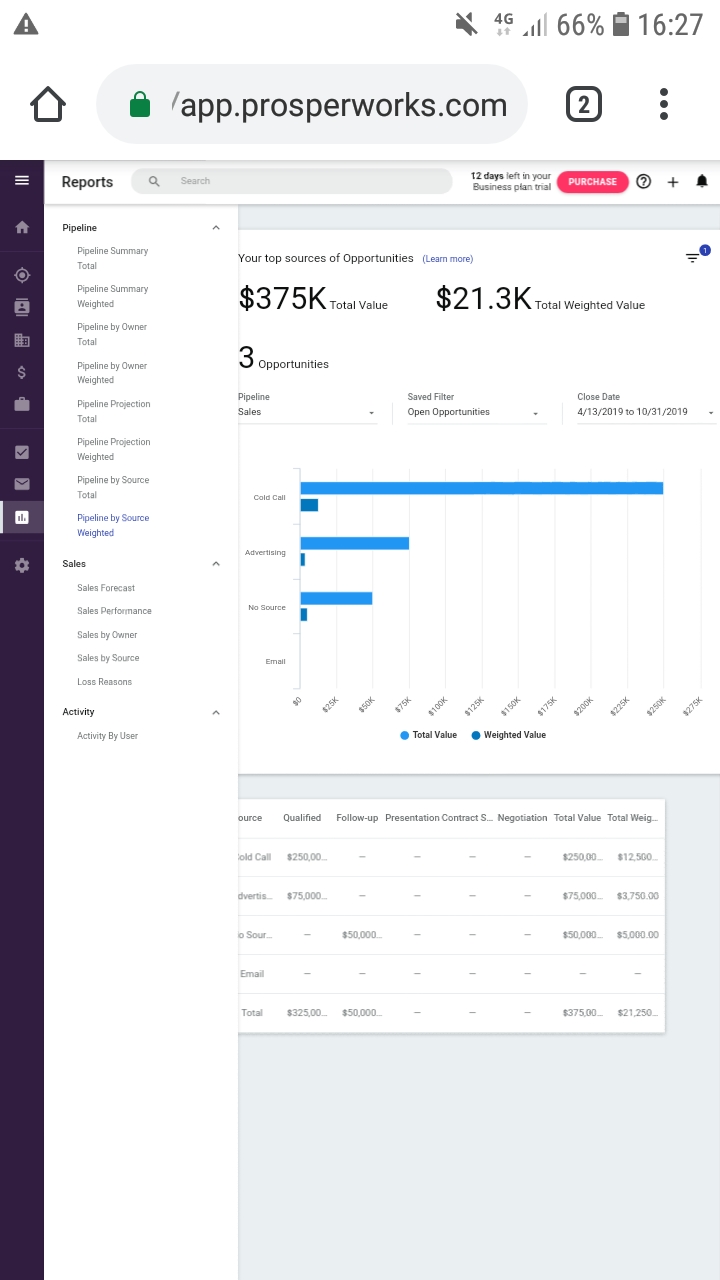 4G 66% 16:27
/app.prosperworks.com 2
Reports Search 12 days left in your Business plan trial PURCHASE
Pipeline
Pipeline Summary
Total
Pipeline Summary
Weighted
Pipeline by Owner
Total
Pipeline by Owner
Weighted
Pipeline Projection
Total
Pipeline Projection
Weighted
Pipeline by Source
Total
Pipeline by Source
Weighted
Sales
Sales Forecast
Sales Performance
Sales by Owner
Sales by Source
Loss Reasons
Activity
Activity By User
Your top sources of Opportunities (Learn more) 1
$375K Total Value $21.3K Total Weighted Value
3 Opportunities
Pipeline Saved Filter Close Date
Sales Open Opportunities 4/13/2019 to 10/31/2019
Cold Call
Advertising
No Source
Email
$0 $25K $50K $75K $100K $125K $150K $175K $200K $225K $250K $275K
Total Value Weighted Value
ource Qualified Follow-up Presentation Contract S... Negotiation Total Value Total Weig...
old Call $250,00... – – – – $250,00... $12,500...
dvertis... $75,000... – – – – $75,000... $3,750.00
o Sour... – $50,000... – – – $50,000... $5,000.00
Email – – – – – – –
Total $325,00... $50,000... – – – $375,00... $21,250...